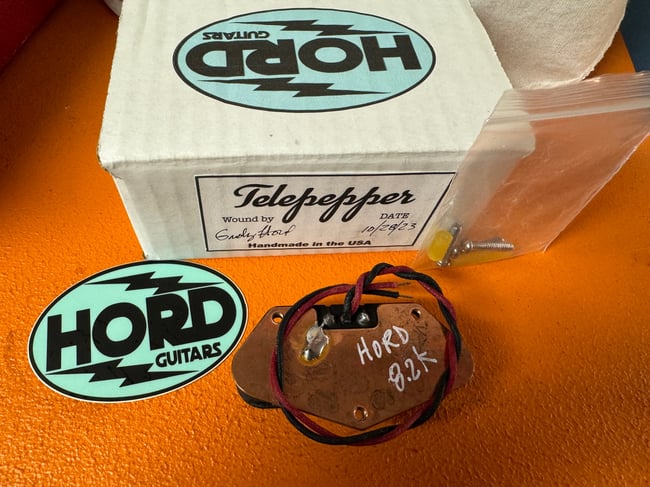 HORD
GUITARS
Telepepper
Wound by
DATE
10/28/23
Handmade in the USA
HORD
GUITARS
HORD
8.2K